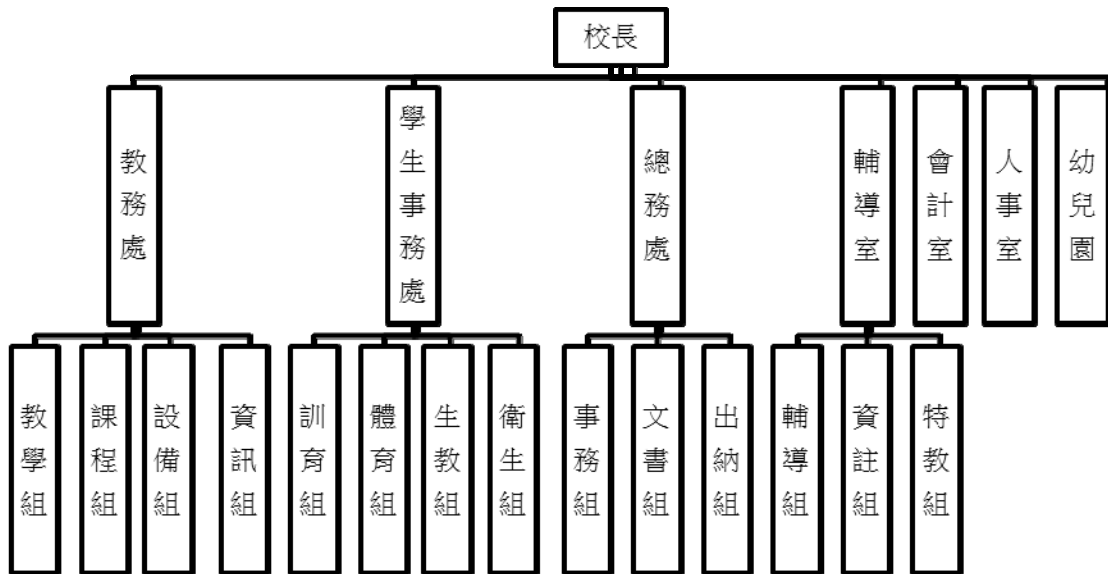 校長
教務處
學生事務處
總務處
輔導室
會計室
人事室
幼兒園
教學組
課程組
設備組
資訊組
訓育組
體育組
生教組
衛生組
事務組
文書組
出納組
輔導組
資註組
特教組